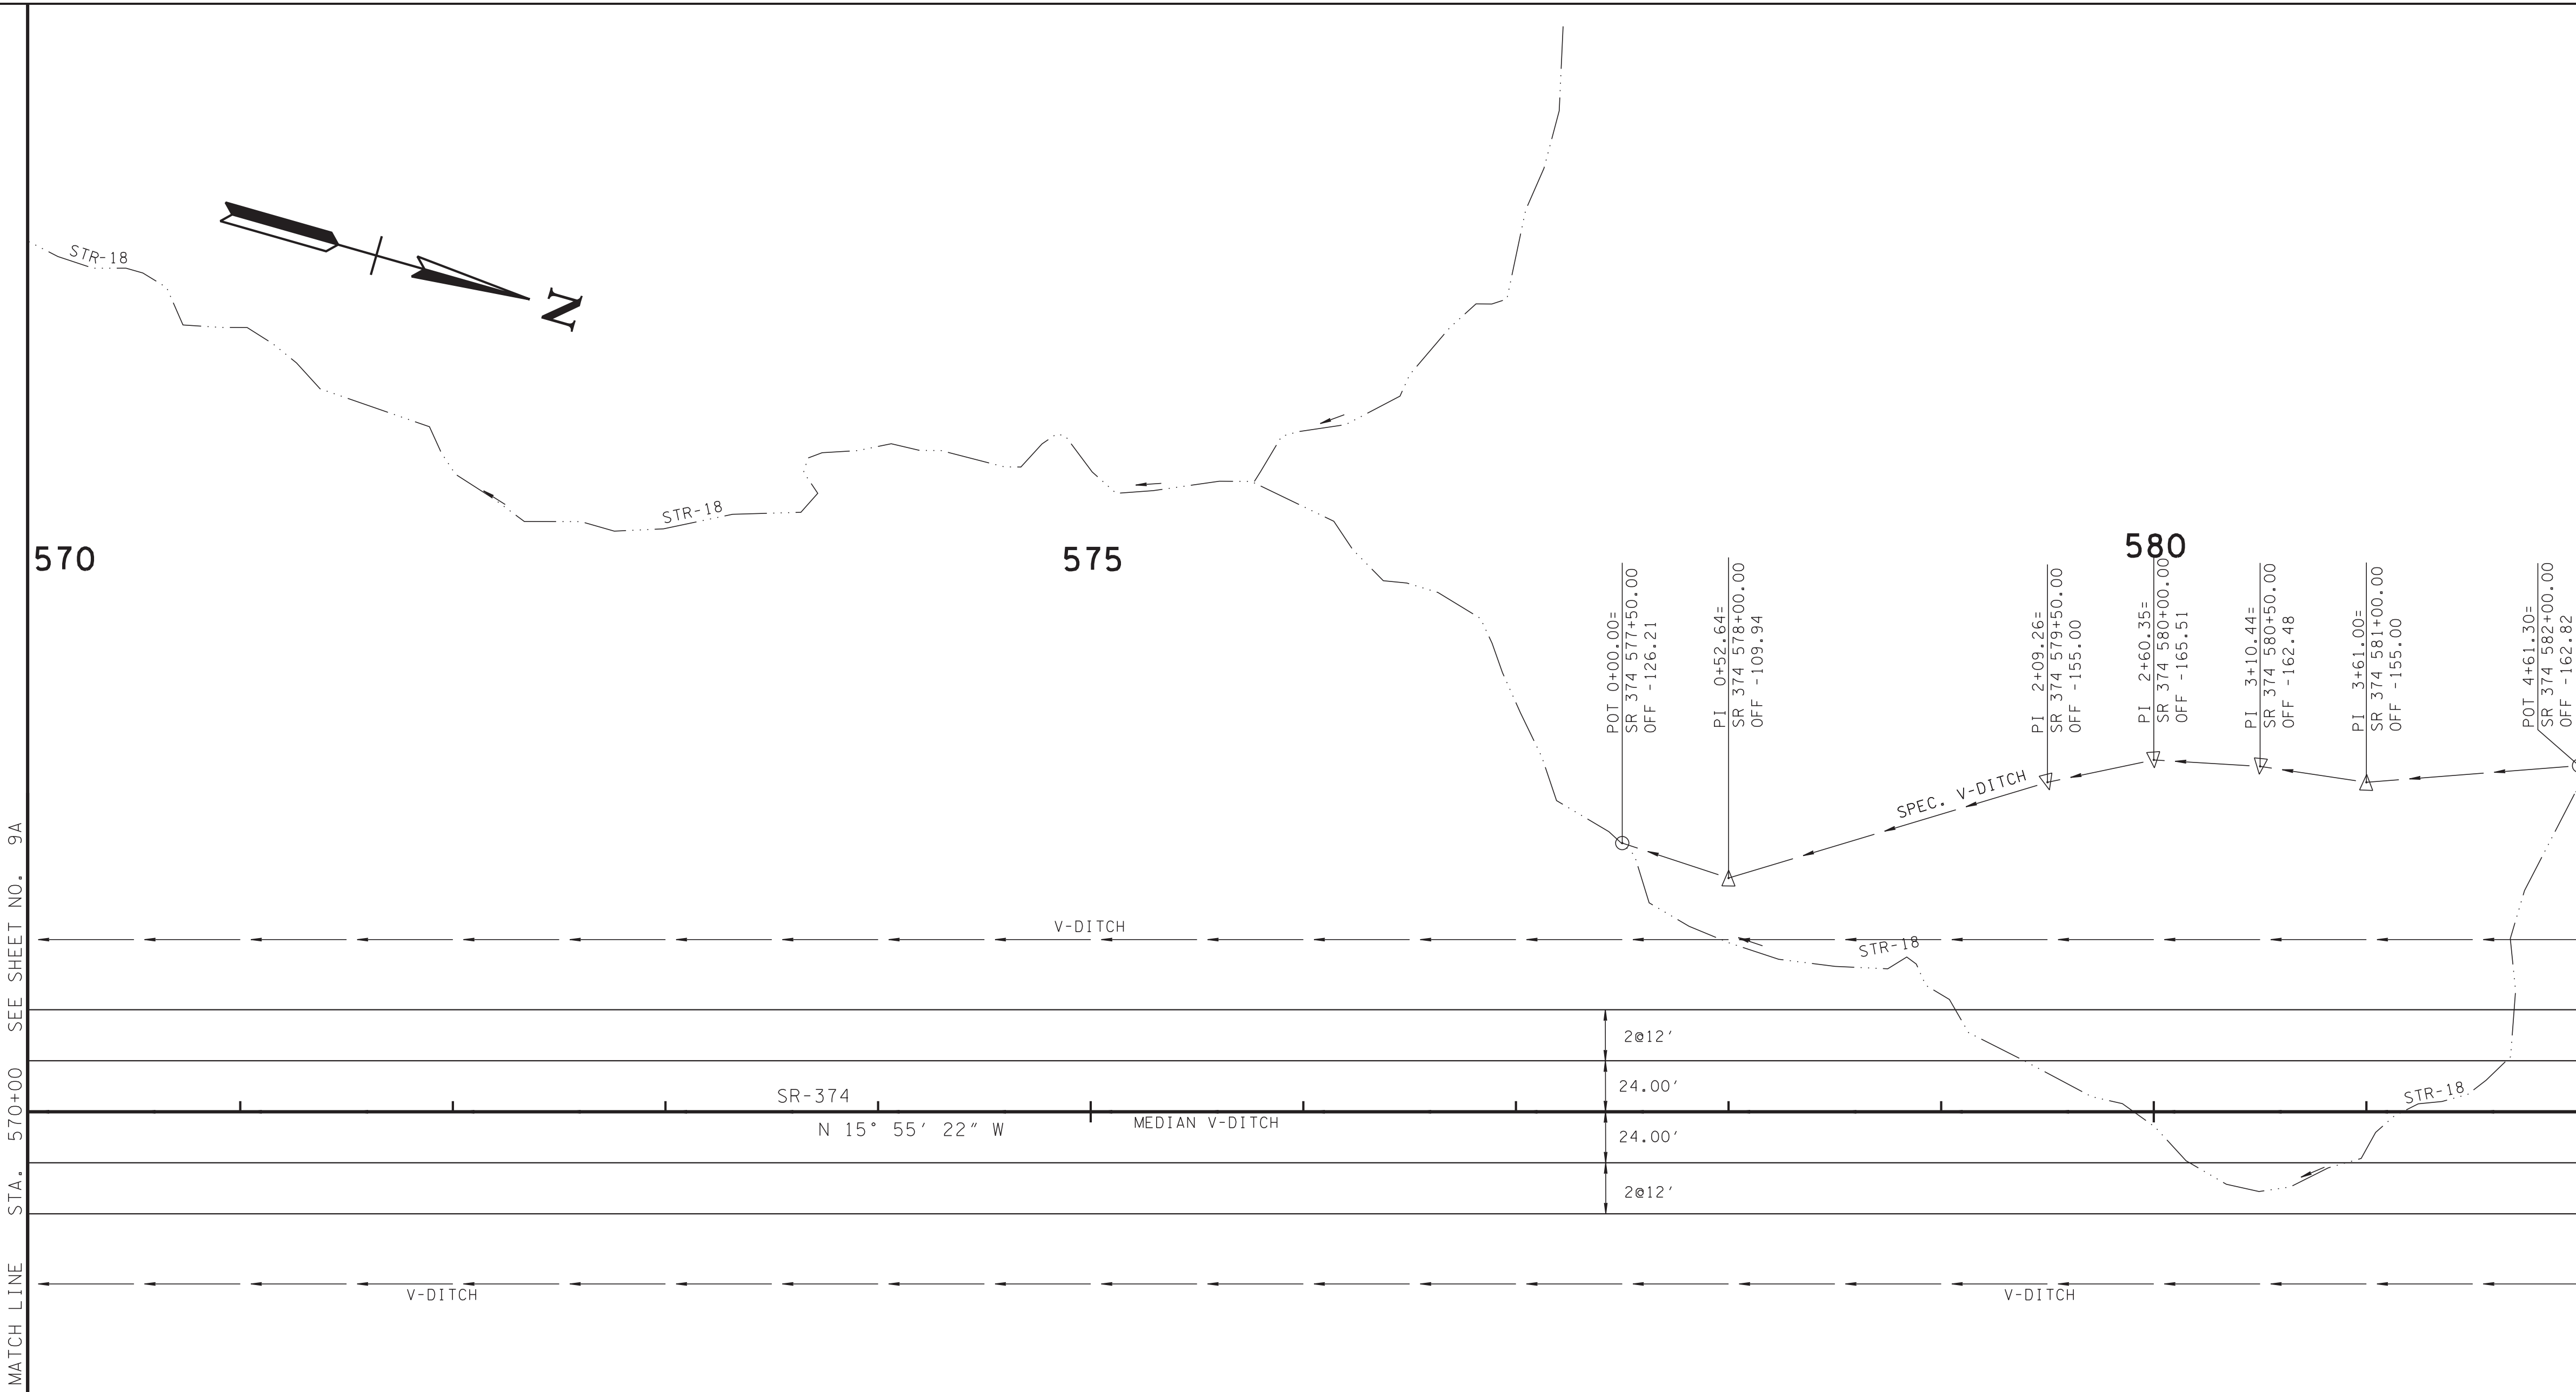 STR-18
N
STR-18
570
575
580
POT 0+00.00=
SR 374 577+50.00
OFF -126.21
PI 0+52.64=
SR 374 578+00.00
OFF -109.94
PI 2+09.26=
SR 374 579+50.00
OFF -155.00
PI 2+60.35=
SR 374 580+00.00
OFF -165.51
PI 3+10.44=
SR 374 580+50.00
OFF -162.48
PI 3+61.00=
SR 374 581+00.00
OFF -155.00
POT 4+61.30=
SR 374 582+00.00
OFF -162.82
SPEC. V-DITCH
V-DITCH
STR-18
2@12'
24.00'
SR-374
N 15° 55' 22" W
MEDIAN V-DITCH
24.00'
STR-18
2@12'
V-DITCH
V-DITCH
MATCH LINE STA. 570+00 SEE SHEET NO. 9A